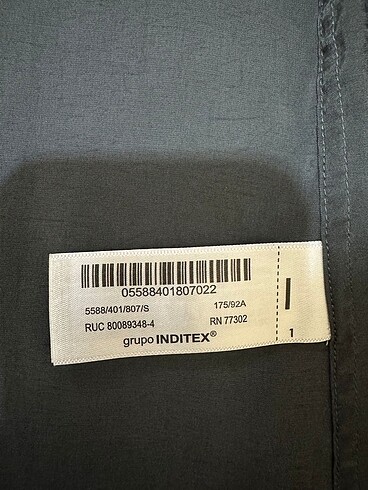 05588401807022
5588/401/807/S 175/92A
RUC 80089348-4 RN 77302
grupo INDITEX®
1